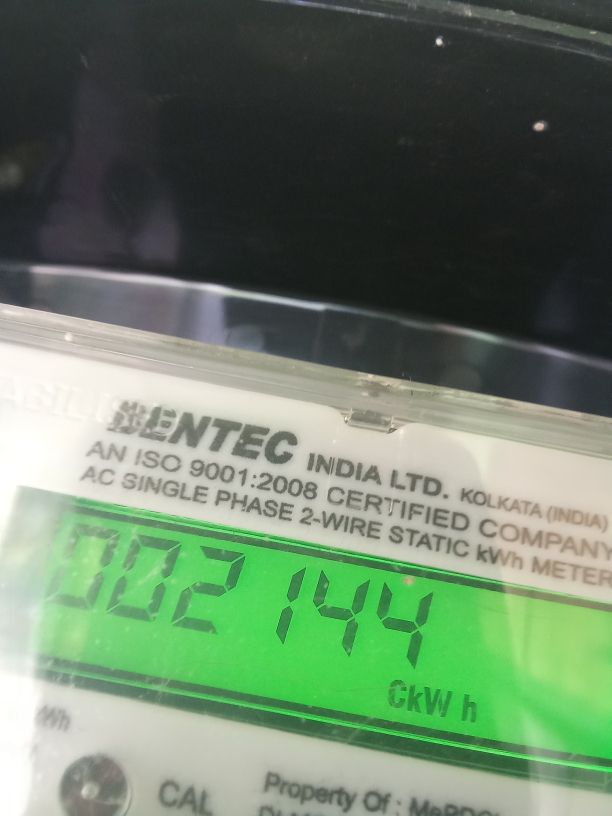 BENTEC INDIA LTD. KOLKATA (INDIA)
AN ISO 9001:2008 CERTIFIED COMPANY
AC SINGLE PHASE 2-WIRE STATIC kWh METER
002144
CkW h
CAL
Property Of :